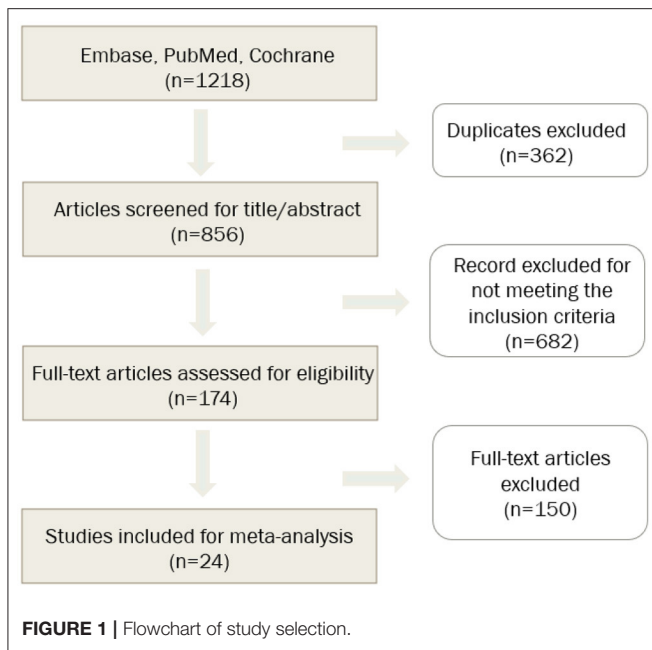 Embase, PubMed, Cochrane
(n=1218)
Duplicates excluded
(n=362)
Articles screened for title/abstract
(n=856)
Record excluded for
not meeting the
inclusion criteria
(n=682)
Full-text articles assessed for eligibility
(n=174)
Full-text articles
excluded
(n=150)
Studies included for meta-analysis
(n=24)
FIGURE 1 | Flowchart of study selection.